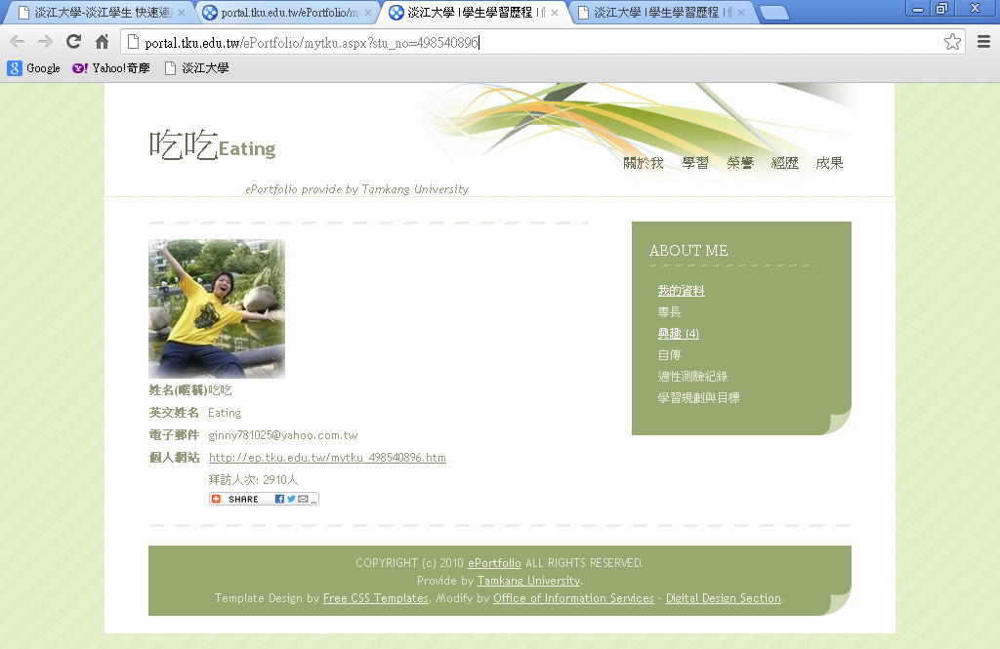 淡江大學-淡江學生 快速連
portal.tku.edu.tw/ePortfolio/m
淡江大學 | 學生學習歷程 |
淡江大學 | 學生學習歷程 |
portal.tku.edu.tw/ePortfolio/mytku.aspx?stu_no=498540896
Google
Yahoo!奇摩
淡江大學
吃吃Eating
關於我 學習 榮譽 經歷 成果
ePortfolio provide by Tamkang University
ABOUT ME
我的資料
專長
興趣 (4)
自傳
適性測驗紀錄
學習規劃與目標
姓名(暱稱)吃吃
英文姓名 Eating
電子郵件 ginny781025@yahoo.com.tw
個人網站 http://ep.tku.edu.tw/mytku_498540896.htm
拜訪人次: 2910人
SHARE ...
COPYRIGHT (c) 2010 ePortfolio ALL RIGHTS RESERVED.
Provide by Tamkang University.
Template Design by Free CSS Templates. Modify by Office of Information Services - Digital Design Section.